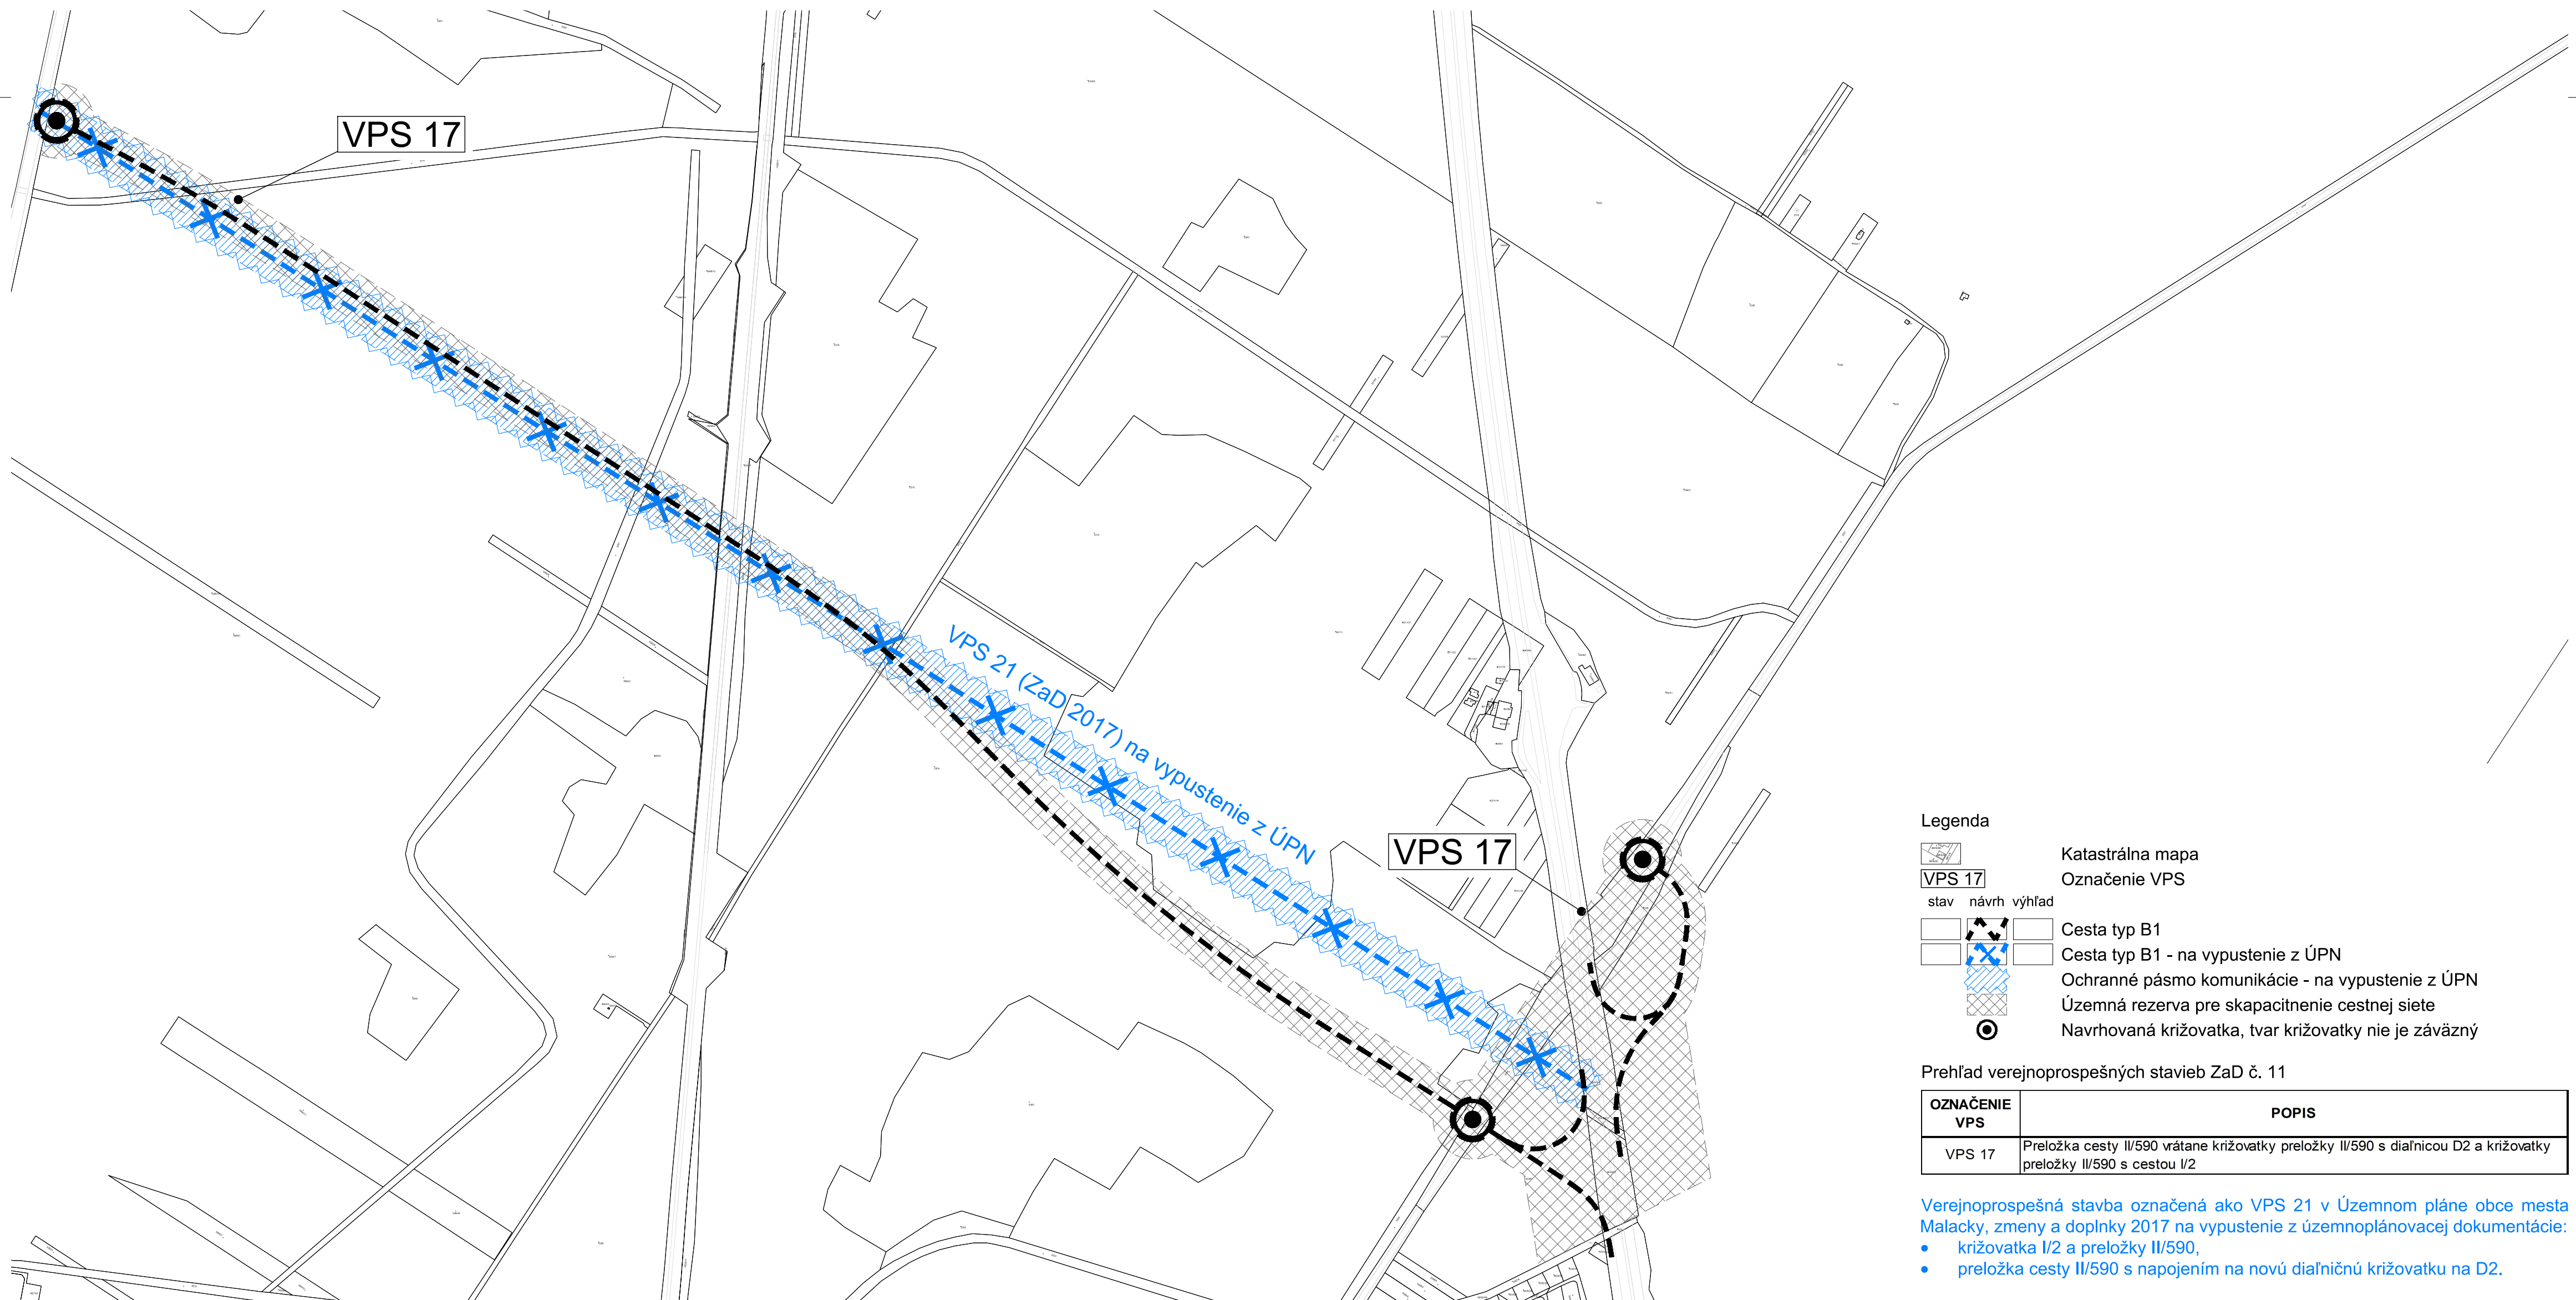 VPS 17
VPS 21 (ZaD 2017) na vypustenie z ÚPN
VPS 17
Legenda
Katastrálna mapa
VPS 17 Označenie VPS
stav návrh výhľad
Cesta typ B1
Cesta typ B1 - na vypustenie z ÚPN
Ochranné pásmo komunikácie - na vypustenie z ÚPN
Územná rezerva pre skapacitnenie cestnej siete
Navrhovaná križovatka, tvar križovatky nie je záväzný
Prehľad verejnoprospešných stavieb ZaD č. 11
OZNAČENIE
VPS
POPIS
VPS 17
Preložka cesty II/590 vrátane križovatky preložky II/590 s diaľnicou D2 a križovatky
preložky II/590 s cestou I/2
Verejnoprospešná stavba označená ako VPS 21 v Územnom pláne obce mesta
Malacky, zmeny a doplnky 2017 na vypustenie z územnoplánovacej dokumentácie:
• križovatka I/2 a preložky II/590,
• preložka cesty II/590 s napojením na novú diaľničnú križovatku na D2.